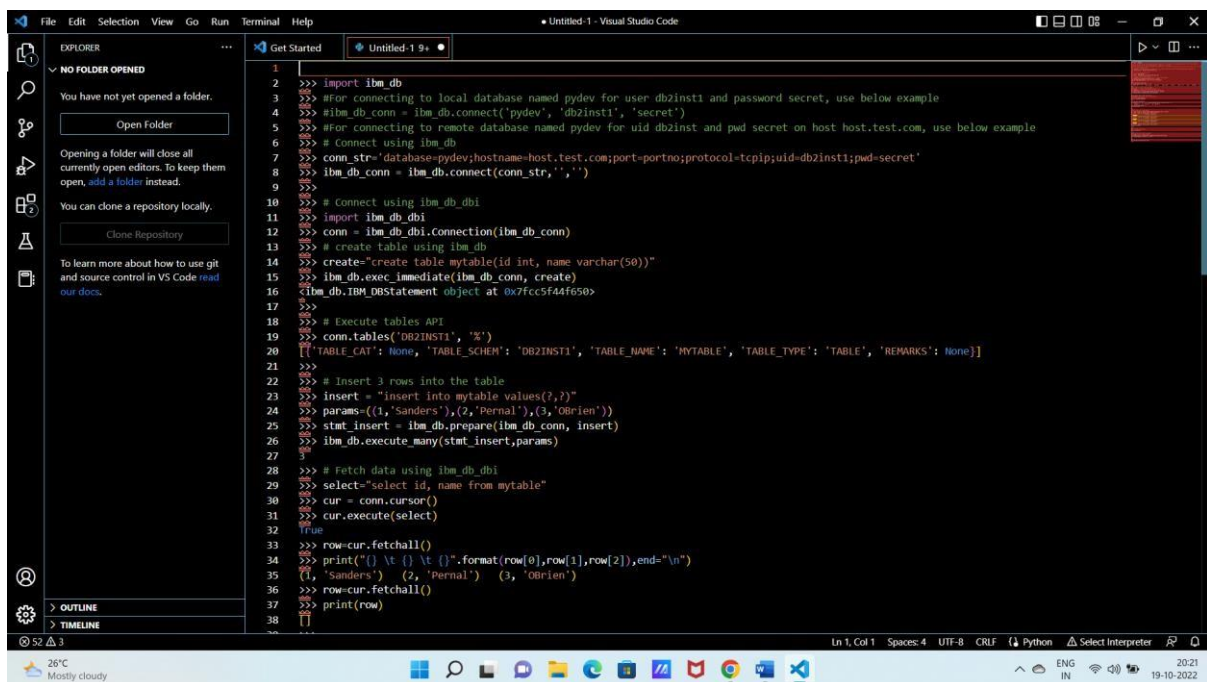 File Edit Selection View Go Run Terminal Help
● Untitled-1 - Visual Studio Code
EXPLORER
NO FOLDER OPENED
You have not yet opened a folder.
Open Folder
Opening a folder will close all
currently open editors. To keep them
open, add a folder instead.
You can clone a repository locally.
Clone Repository
To learn more about how to use git
and source control in VS Code read
our docs.
OUTLINE
TIMELINE
1
2
Get Started
Untitled-1 9+ ●
1
2 >>> import ibm_db
3 >>> #For connecting to local database named pydev for user db2inst1 and password secret, use below example
4 >>> #ibm_db_conn = ibm_db.connect('pydev', 'db2inst1', 'secret')
5 >>> #For connecting to remote database named pydev for uid db2inst and pwd secret on host host.test.com, use below example
6 >>> # Connect using ibm_db
7 >>> conn_str='database=pydev;hostname=host.test.com;port=portno;protocol=tcpip;uid=db2inst1;pwd=secret'
8 >>> ibm_db_conn = ibm_db.connect(conn_str,'','')
9 >>>
10 >>> # Connect using ibm_db_dbi
11 >>> import ibm_db_dbi
12 >>> conn = ibm_db_dbi.Connection(ibm_db_conn)
13 >>> # create table using ibm_db
14 >>> create="create table mytable(id int, name varchar(50))"
15 >>> ibm_db.exec_immediate(ibm_db_conn, create)
16 <ibm_db.IBM_DBStatement object at 0x7fcc5f44f650>
17 >>>
18 >>> # Execute tables API
19 >>> conn.tables('DB2INST1', '%')
20 [{'TABLE_CAT': None, 'TABLE_SCHEM': 'DB2INST1', 'TABLE_NAME': 'MYTABLE', 'TABLE_TYPE': 'TABLE', 'REMARKS': None}]
21 >>>
22 >>> # Insert 3 rows into the table
23 >>> insert = "insert into mytable values(?,?)"
24 >>> params=((1,'Sanders'),(2,'Pernal'),(3,'OBrien'))
25 >>> stmt_insert = ibm_db.prepare(ibm_db_conn, insert)
26 >>> ibm_db.execute_many(stmt_insert,params)
27 3
28 >>> # Fetch data using ibm_db_dbi
29 >>> select="select id, name from mytable"
30 >>> cur = conn.cursor()
31 >>> cur.execute(select)
32 True
33 >>> row=cur.fetchall()
34 >>> print("{} \t {} \t {}".format(row[0],row[1],row[2]),end="\n")
35 (1, 'Sanders') (2, 'Pernal') (3, 'OBrien')
36 >>> row=cur.fetchall()
37 >>> print(row)
38 []
52 3
Ln 1, Col 1 Spaces: 4 UTF-8 CRLF Python Select Interpreter
26°C
Mostly cloudy
ENG
IN
20:21
19-10-2022